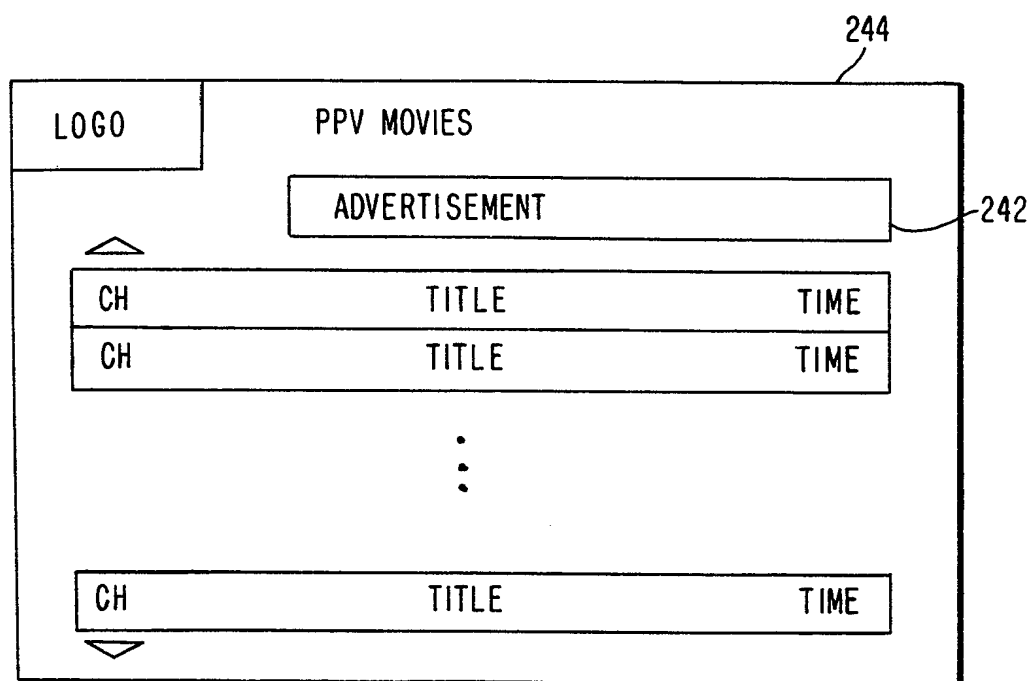 244
LOGO PPV MOVIES
ADVERTISEMENT
242
CH TITLE TIME
CH TITLE TIME
CH TITLE TIME